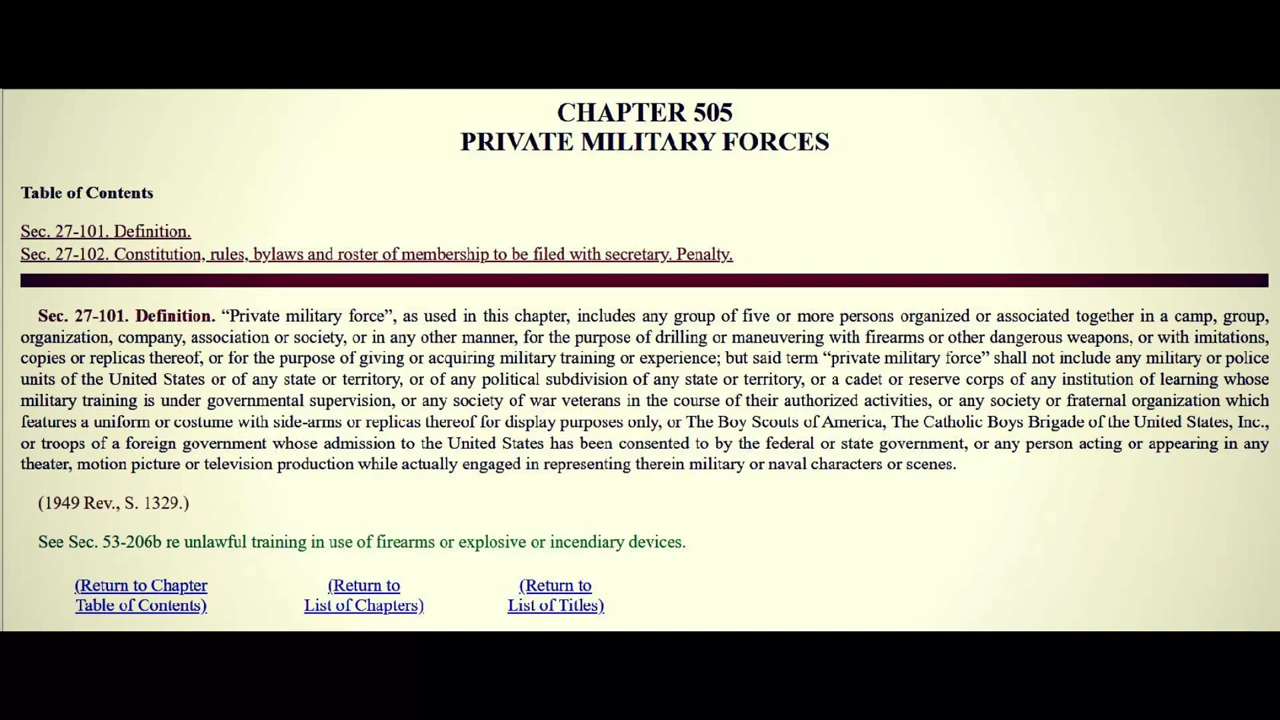 CHAPTER 505
PRIVATE MILITARY FORCES
Table of Contents
Sec. 27-101. Definition.
Sec. 27-102. Constitution, rules, bylaws and roster of membership to be filed with secretary. Penalty.
Sec. 27-101. Definition. “Private military force”, as used in this chapter, includes any group of five or more persons organized or associated together in a camp, group,
organization, company, association or society, or in any other manner, for the purpose of drilling or maneuvering with firearms or other dangerous weapons, or with imitations,
copies or replicas thereof, or for the purpose of giving or acquiring military training or experience; but said term “private military force” shall not include any military or police
units of the United States or of any state or territory, or of any political subdivision of any state or territory, or a cadet or reserve corps of any institution of learning whose
military training is under governmental supervision, or any society of war veterans in the course of their authorized activities, or any society or fraternal organization which
features a uniform or costume with side-arms or replicas thereof for display purposes only, or The Boy Scouts of America, The Catholic Boys Brigade of the United States, Inc.,
or troops of a foreign government whose admission to the United States has been consented to by the federal or state government, or any person acting or appearing in any
theater, motion picture or television production while actually engaged in representing therein military or naval characters or scenes.
(1949 Rev., S. 1329.)
See Sec. 53-206b re unlawful training in use of firearms or explosive or incendiary devices.
(Return to Chapter (Return to (Return to
Table of Contents) List of Chapters) List of Titles)